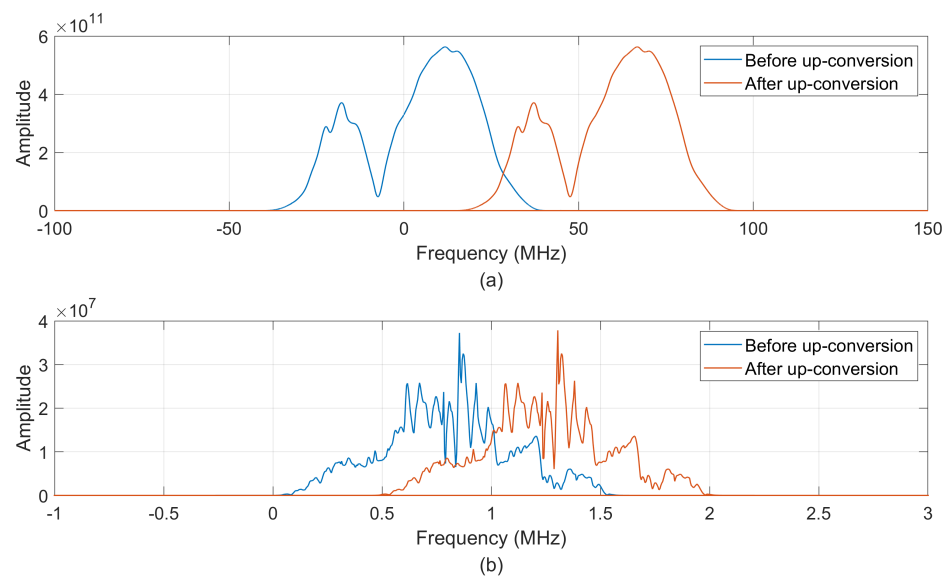 ×10^11
6
4
2
0
Amplitude
Before up-conversion
After up-conversion
-100 -50 0 50 100 150
Frequency (MHz)
(a)
×10^7
4
3
2
1
0
Amplitude
Before up-conversion
After up-conversion
-1 -0.5 0 0.5 1 1.5 2 2.5 3
Frequency (MHz)
(b)